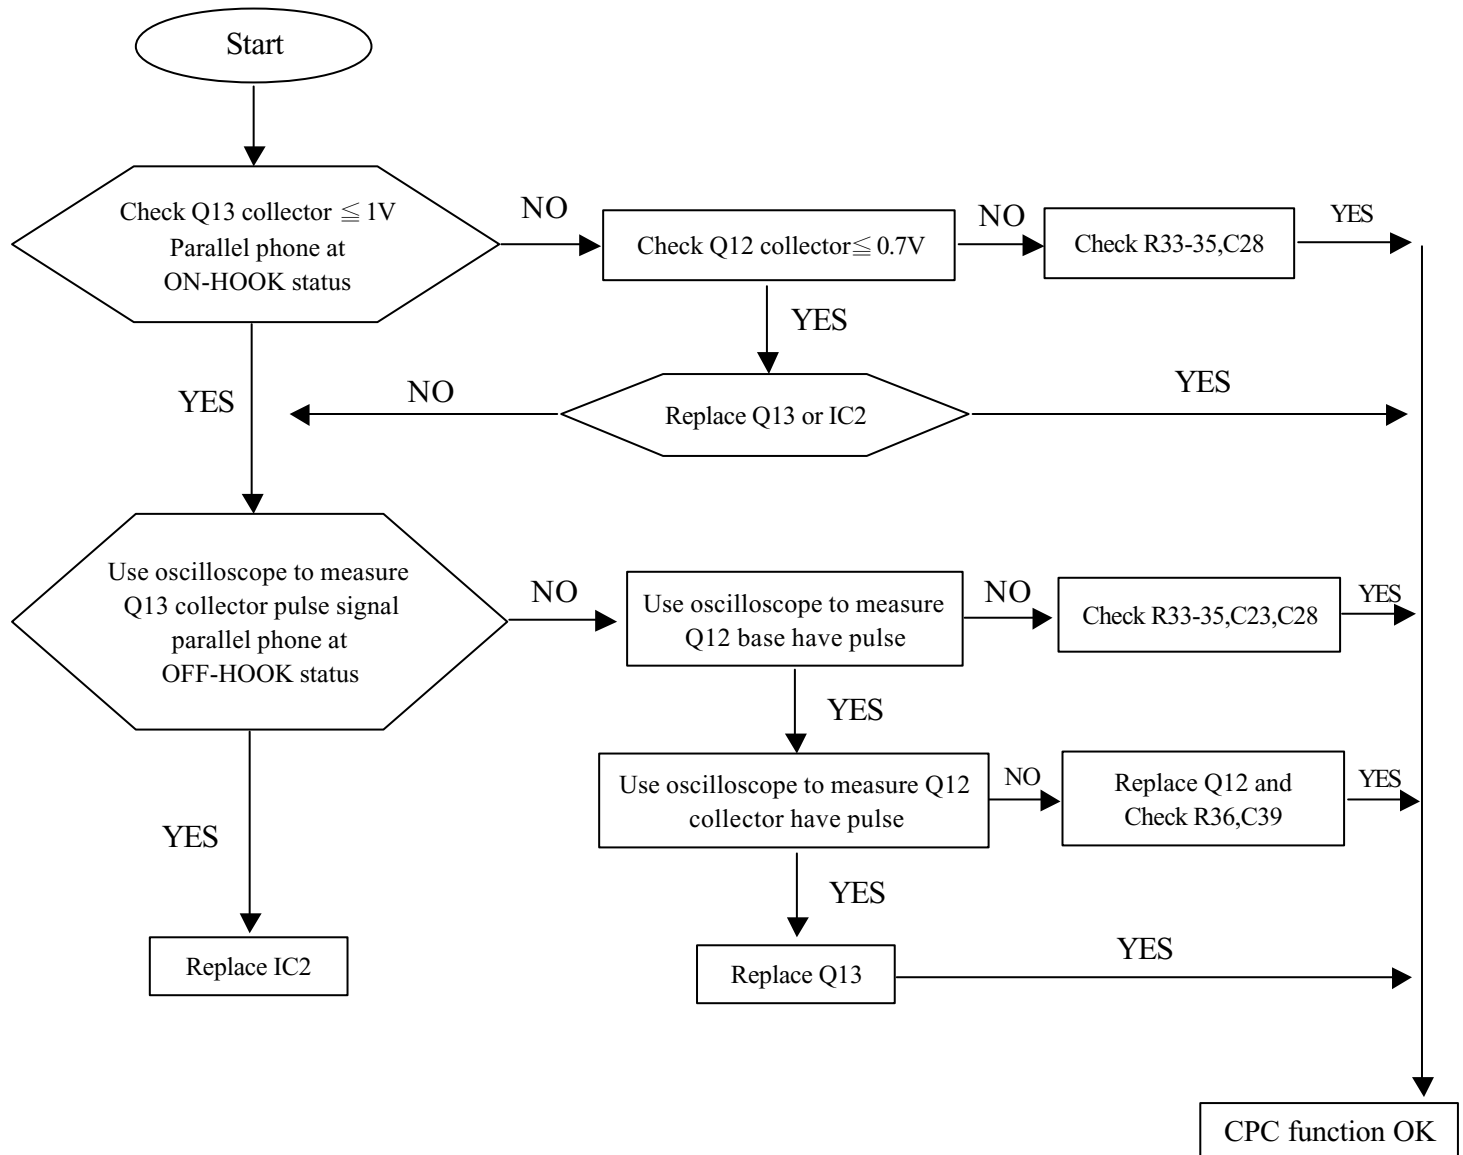 Start
Check Q13 collector ≦ 1V
Parallel phone at
ON-HOOK status
NO
Check Q12 collector≦ 0.7V
NO
Check R33-35,C28
YES
YES
YES
NO
Replace Q13 or IC2
YES
Use oscilloscope to measure
Q13 collector pulse signal
parallel phone at
OFF-HOOK status
NO
Use oscilloscope to measure
Q12 base have pulse
NO
Check R33-35,C23,C28
YES
YES
Use oscilloscope to measure Q12
collector have pulse
NO
Replace Q12 and
Check R36,C39
YES
YES
YES
Replace IC2
Replace Q13
YES
CPC function OK